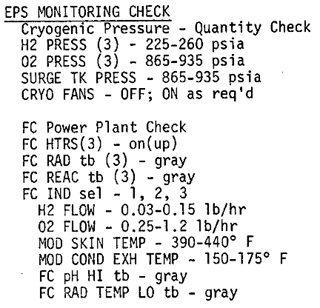 EPS MONITORING CHECK
Cryogenic Pressure - Quantity Check
H2 PRESS (3) - 225-260 psia
O2 PRESS (3) - 865-935 psia
SURGE TK PRESS - 865-935 psia
CRYO FANS - OFF; ON as req'd
FC Power Plant Check
FC HTRS(3) - on(up)
FC RAD tb (3) - gray
FC REAC tb (3) - gray
FC IND sel - 1, 2, 3
H2 FLOW - 0.03-0.15 lb/hr
O2 FLOW - 0.25-1.2 lb/hr
MOD SKIN TEMP - 390-440° F
MOD COND EXH TEMP - 150-175° F
FC pH HI tb - gray
FC RAD TEMP LO tb - gray